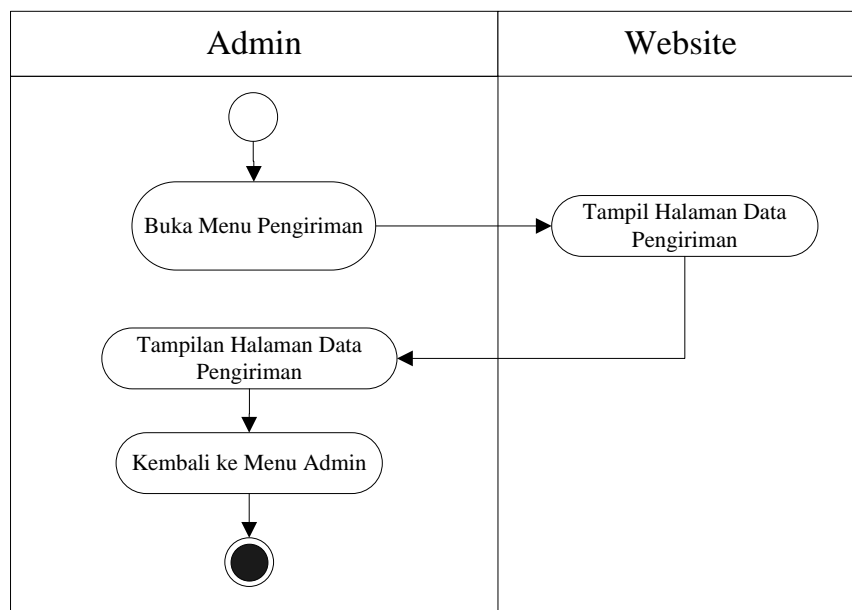 Admin
Website
Buka Menu Pengiriman
Tampil Halaman Data
Pengiriman
Tampilan Halaman Data
Pengiriman
Kembali ke Menu Admin